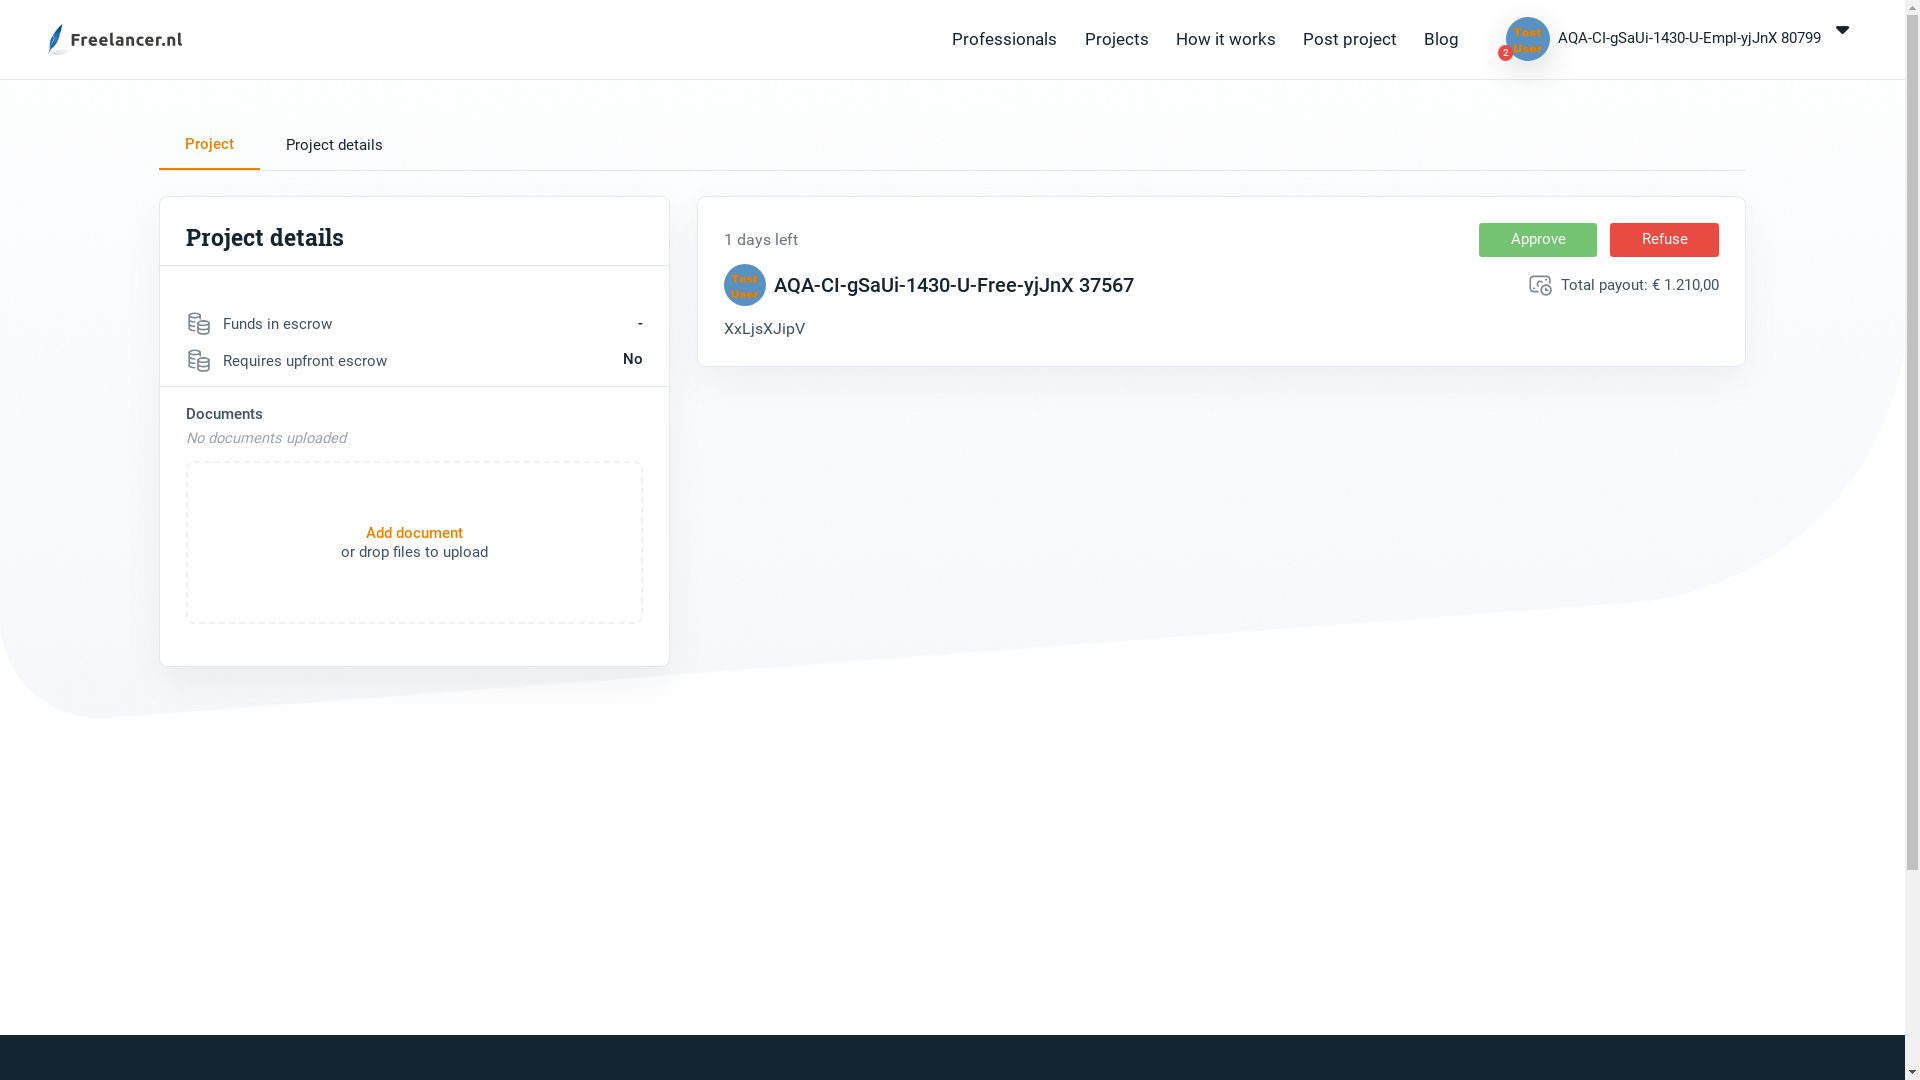 Freelancer.nl
Professionals
Projects
How it works
Post project
Blog
Test
User
2
AQA-CI-gSaUi-1430-U-Empl-yjJnX 80799
Project
Project details
Project details
Funds in escrow
-
Requires upfront escrow
No
Documents
No documents uploaded
Add document
or drop files to upload
1 days left
Approve
Refuse
Test
User
AQA-CI-gSaUi-1430-U-Free-yjJnX 37567
Total payout: € 1.210,00
XxLjsXJipV